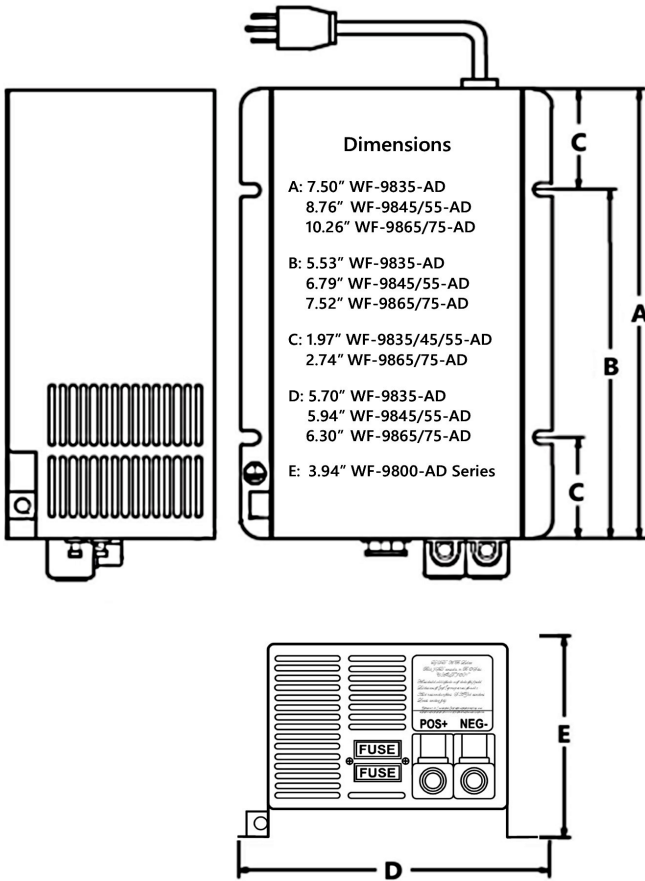 Dimensions
A: 7.50” WF-9835-AD
8.76” WF-9845/55-AD
10.26” WF-9865/75-AD
B: 5.53” WF-9835-AD
6.79” WF-9845/55-AD
7.52” WF-9865/75-AD
C: 1.97” WF-9835/45/55-AD
2.74” WF-9865/75-AD
D: 5.70” WF-9835-AD
5.94” WF-9845/55-AD
6.30” WF-9865/75-AD
E: 3.94” WF-9800-AD Series
C
A
B
C
POS+ NEG-
FUSE
FUSE
E
D